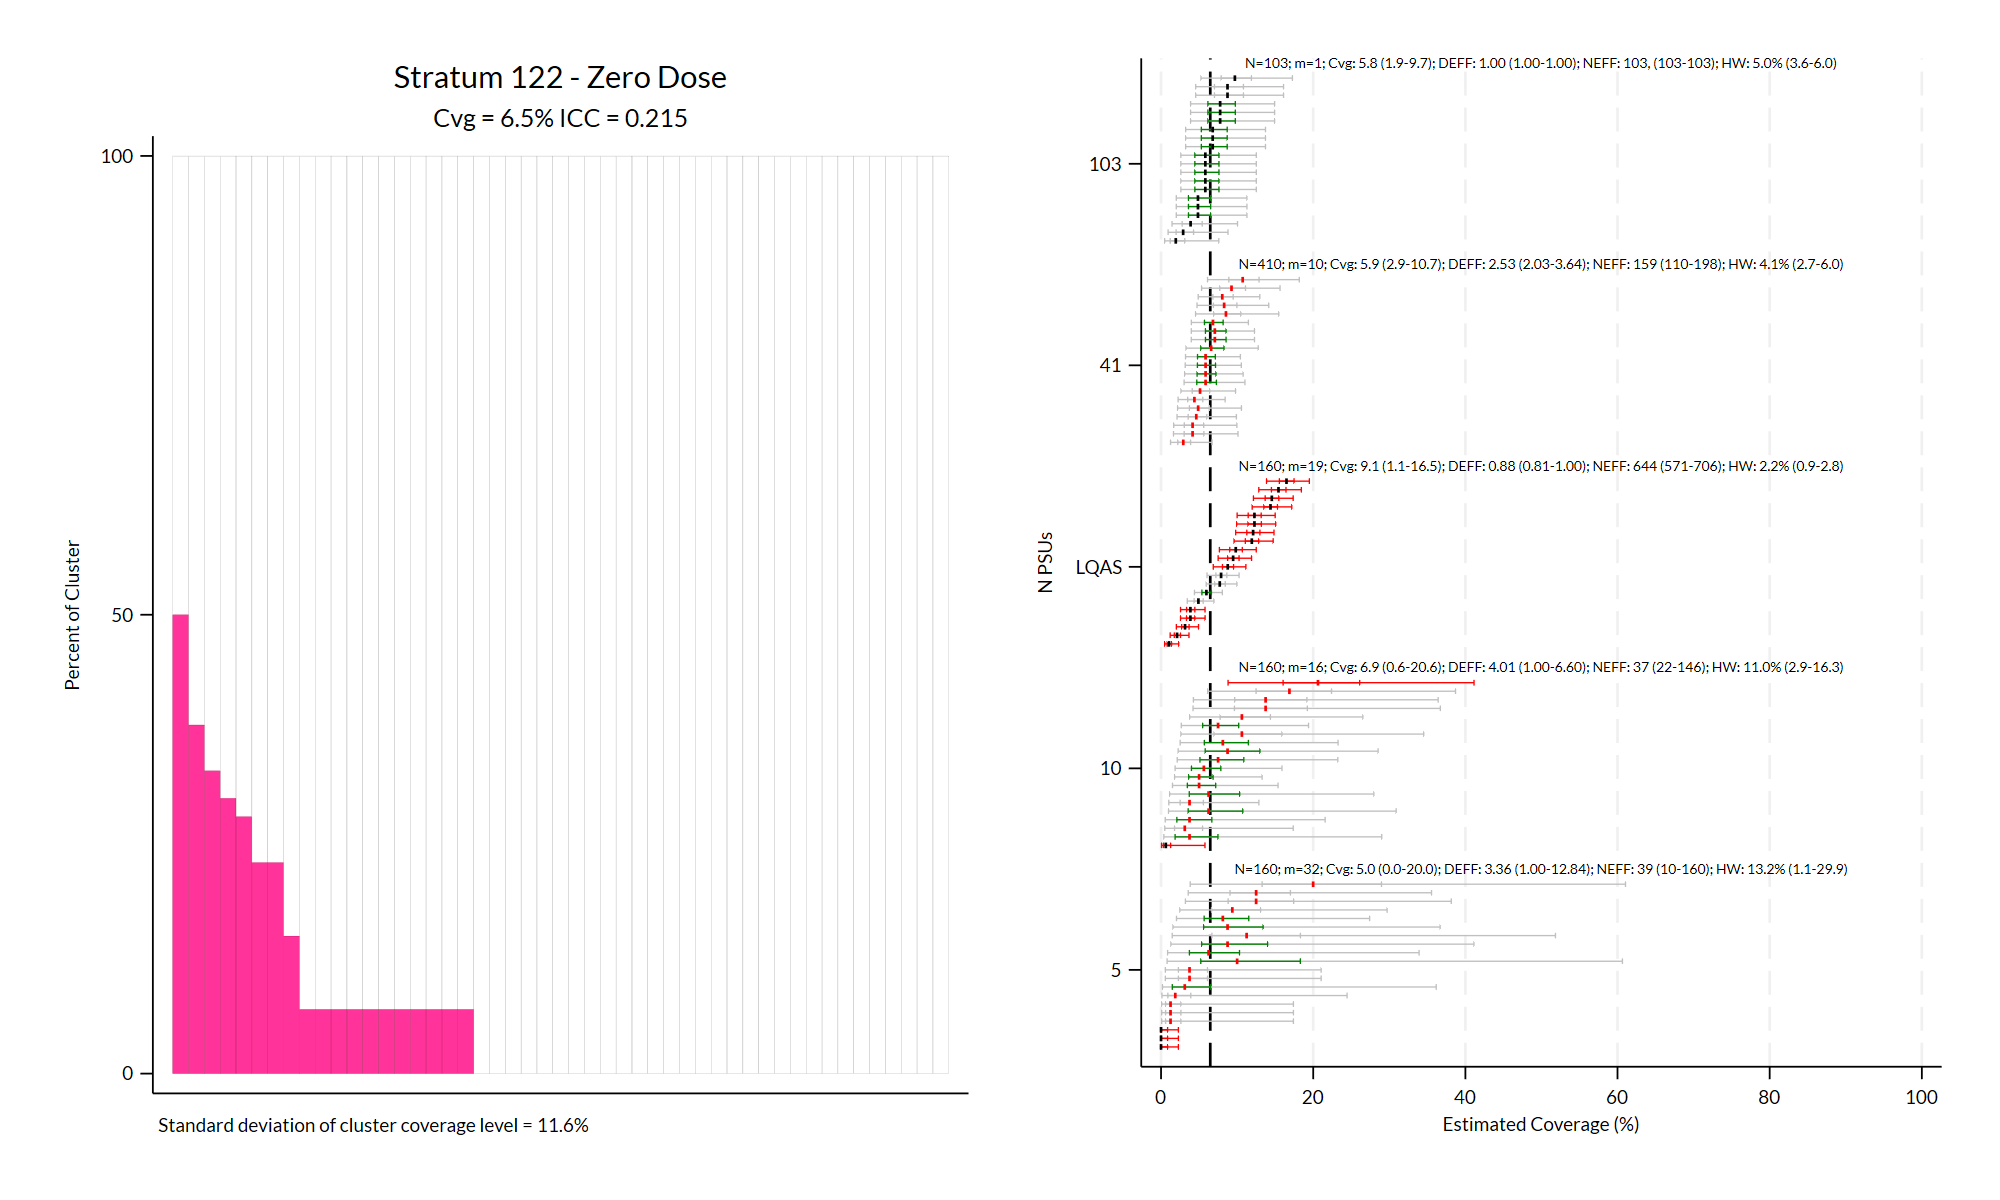 Stratum 122 - Zero Dose
Cvg = 6.5% ICC = 0.215
100
50
0
Percent of Cluster
Standard deviation of cluster coverage level = 11.6%
N=103; m=1; Cvg: 5.8 (1.9-9.7); DEFF: 1.00 (1.00-1.00); NEFF: 103, (103-103); HW: 5.0% (3.6-6.0)
103
N=410; m=10; Cvg: 5.9 (2.9-10.7); DEFF: 2.53 (2.03-3.64); NEFF: 159 (110-198); HW: 4.1% (2.7-6.0)
41
N=160; m=19; Cvg: 9.1 (1.1-16.5); DEFF: 0.88 (0.81-1.00); NEFF: 644 (571-706); HW: 2.2% (0.9-2.8)
LQAS
N PSUs
N=160; m=16; Cvg: 6.9 (0.6-20.6); DEFF: 4.01 (1.00-6.60); NEFF: 37 (22-146); HW: 11.0% (2.9-16.3)
10
N=160; m=32; Cvg: 5.0 (0.0-20.0); DEFF: 3.36 (1.00-12.84); NEFF: 39 (10-160); HW: 13.2% (1.1-29.9)
5
0 20 40 60 80 100
Estimated Coverage (%)